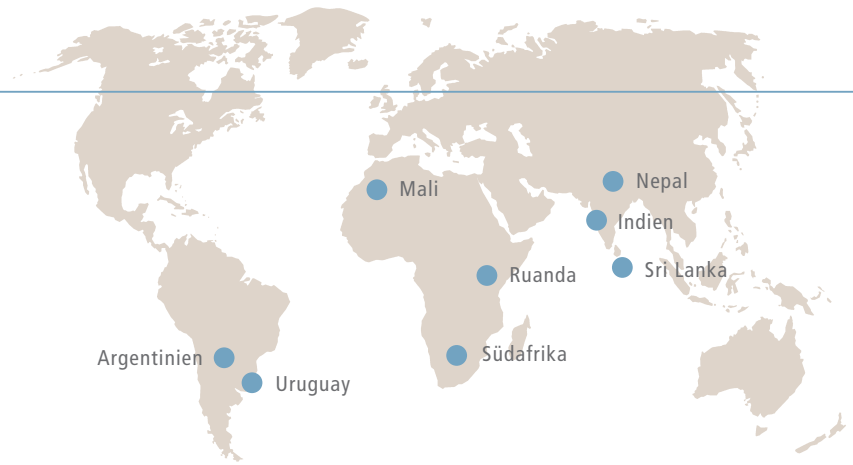 Nepal
Mali
Indien
Sri Lanka
Ruanda
Südafrika
Argentinien
Uruguay